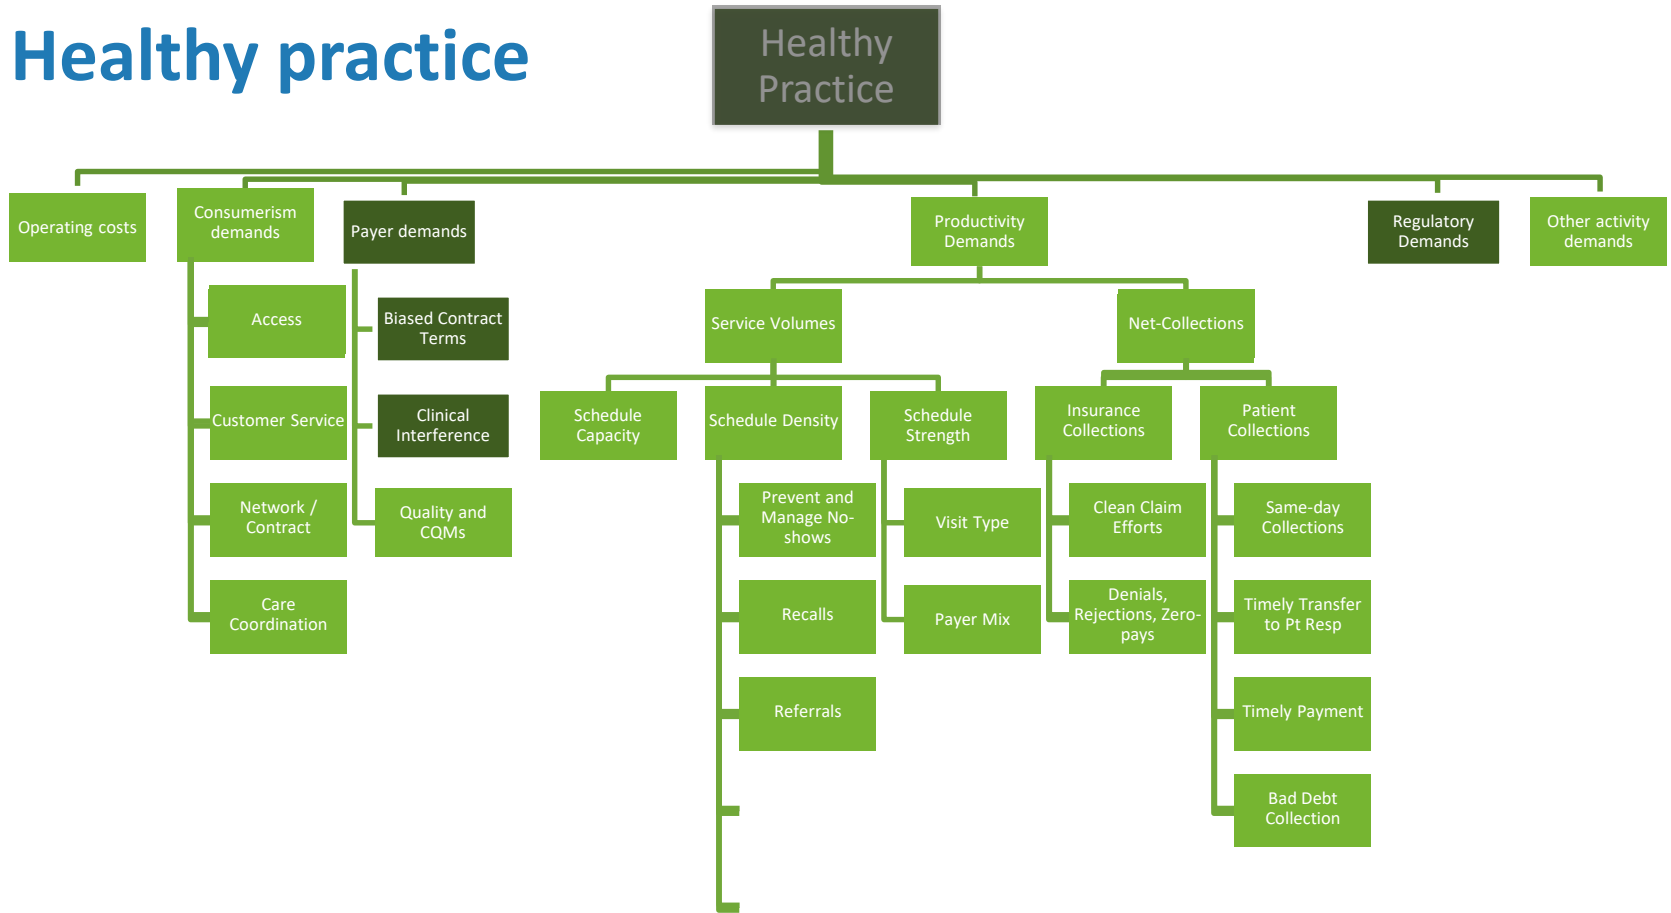 Healthy practice
Healthy
Practice
Operating costs
Consumerism
demands
Payer demands
Productivity
Demands
Regulatory
Demands
Other activity
demands
Access
Customer Service
Network /
Contract
Care
Coordination
Biased Contract
Terms
Clinical
Interference
Quality and
CQMs
Service Volumes
Net-Collections
Schedule
Capacity
Schedule Density
Schedule
Strength
Insurance
Collections
Patient
Collections
Prevent and
Manage No-
shows
Recalls
Referrals
Visit Type
Payer Mix
Clean Claim
Efforts
Denials,
Rejections, Zero-
pays
Same-day
Collections
Timely Transfer
to Pt Resp
Timely Payment
Bad Debt
Collection